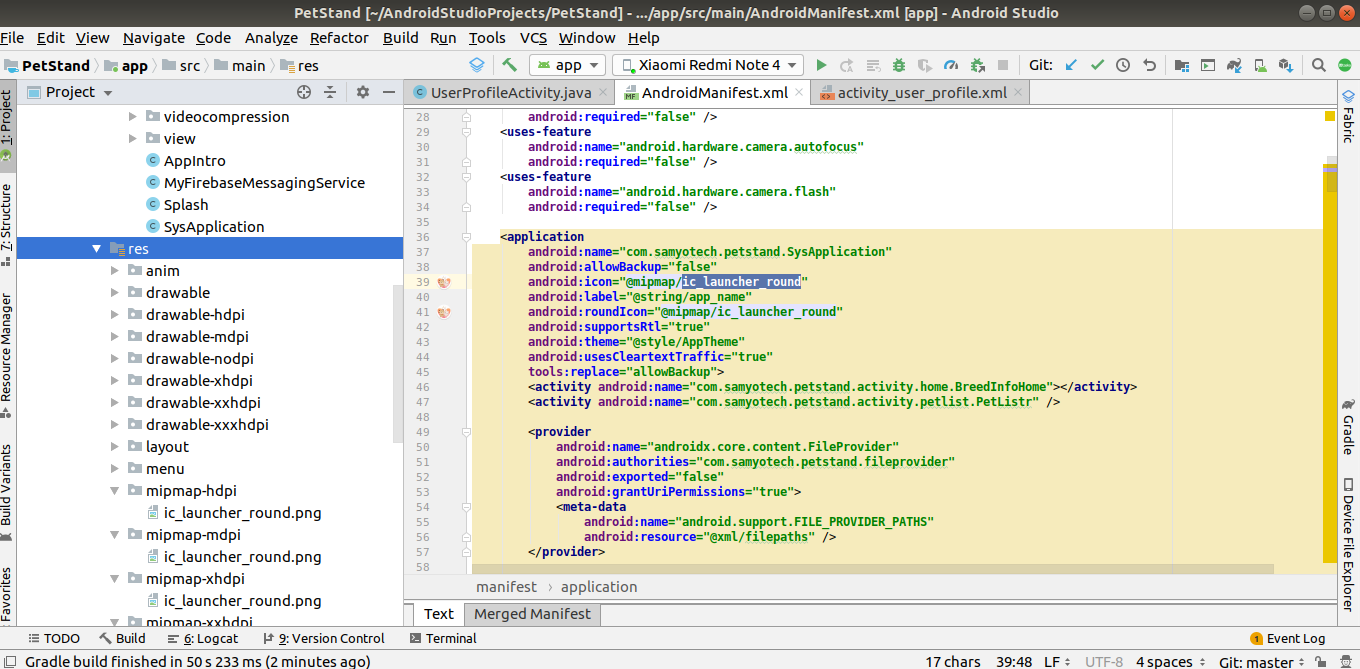 PetStand [~/AndroidStudioProjects/PetStand] - .../app/src/main/AndroidManifest.xml [app] - Android Studio
File Edit View Navigate Code Analyze Refactor Build Run Tools VCS Window Help
PetStand app src main res app Xiaomi Redmi Note 4 Git:
Project
UserProfileActivity.java AndroidManifest.xml activity_user_profile.xml
1: Project
7: Structure
Resource Manager
Build Variants
Favorites
videocompression
view
AppIntro
MyFirebaseMessagingService
Splash
SysApplication
res
anim
drawable
drawable-hdpi
drawable-mdpi
drawable-nodpi
drawable-xhdpi
drawable-xxhdpi
drawable-xxxhdpi
layout
menu
mipmap-hdpi
ic_launcher_round.png
mipmap-mdpi
ic_launcher_round.png
mipmap-xhdpi
ic_launcher_round.png
mipmap-xxhdpi
28 android:required="false" />
29 <uses-feature
30 android:name="android.hardware.camera.autofocus"
31 android:required="false" />
32 <uses-feature
33 android:name="android.hardware.camera.flash"
34 android:required="false" />
35
36 <application
37 android:name="com.samyotech.petstand.SysApplication"
38 android:allowBackup="false"
39 android:icon="@mipmap/ic_launcher_round"
40 android:label="@string/app_name"
41 android:roundIcon="@mipmap/ic_launcher_round"
42 android:supportsRtl="true"
43 android:theme="@style/AppTheme"
44 android:usesCleartextTraffic="true"
45 tools:replace="allowBackup">
46 <activity android:name="com.samyotech.petstand.activity.home.BreedInfoHome"></activity>
47 <activity android:name="com.samyotech.petstand.activity.petlist.PetListr" />
48
49 <provider
50 android:name="androidx.core.content.FileProvider"
51 android:authorities="com.samyotech.petstand.fileprovider"
52 android:exported="false"
53 android:grantUriPermissions="true">
54 <meta-data
55 android:name="android.support.FILE_PROVIDER_PATHS"
56 android:resource="@xml/filepaths" />
57 </provider>
58
manifest › application
Text Merged Manifest
Fabric
Gradle
Device File Explorer
TODO Build 6: Logcat 9: Version Control Terminal 1 Event Log
Gradle build finished in 50 s 233 ms (2 minutes ago) 17 chars 39:48 LF UTF-8 4 spaces Git: master